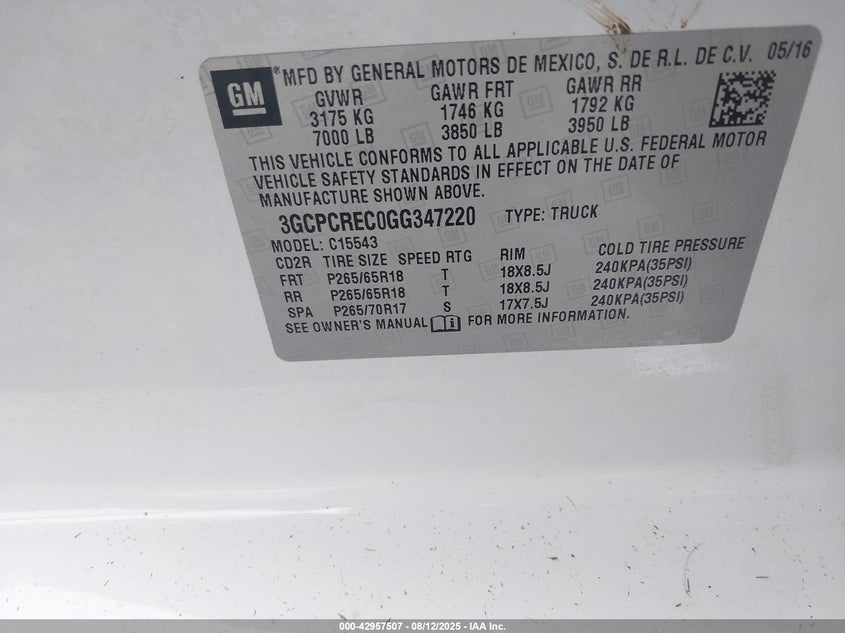 GM
® MFD BY GENERAL MOTORS DE MEXICO, S. DE R.L. DE C.V. 05/16
GVWR GAWR FRT GAWR RR
3175 KG 1746 KG 1792 KG
7000 LB 3850 LB 3950 LB
THIS VEHICLE CONFORMS TO ALL APPLICABLE U.S. FEDERAL MOTOR
VEHICLE SAFETY STANDARDS IN EFFECT ON THE DATE OF
MANUFACTURE SHOWN ABOVE.
3GCPCREC0GG347220 TYPE: TRUCK
MODEL: C15543
CD2R TIRE SIZE SPEED RTG RIM COLD TIRE PRESSURE
FRT P265/65R18 T 18X8.5J 240KPA(35PSI)
RR P265/65R18 T 18X8.5J 240KPA(35PSI)
SPA P265/70R17 S 17X7.5J 240KPA(35PSI)
SEE OWNER'S MANUAL FOR MORE INFORMATION.
000-42957507 - 08/12/2025 - IAA Inc.